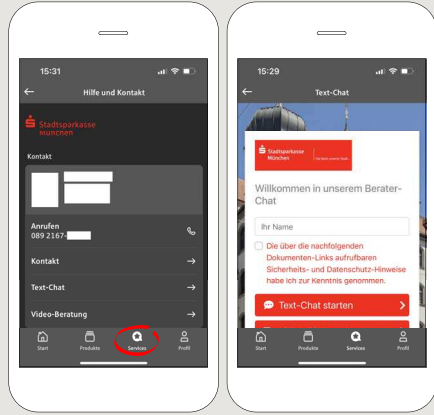 15:31
Hilfe und Kontakt
Stadtsparkasse
München
Kontakt
Anrufen
089 2167-
Kontakt
Text-Chat
Video-Beratung
Start
Produkte
Services
Profil
15:29
Text-Chat
Stadtsparkasse
München
Willkommen in unserem Berater-
Chat
Ihr Name
Die über die nachfolgenden
Dokumenten-Links aufrufbaren
Sicherheits- und Datenschutz-Hinweise
habe ich zur Kenntnis genommen.
Text-Chat starten
Start
Produkte
Services
Profil